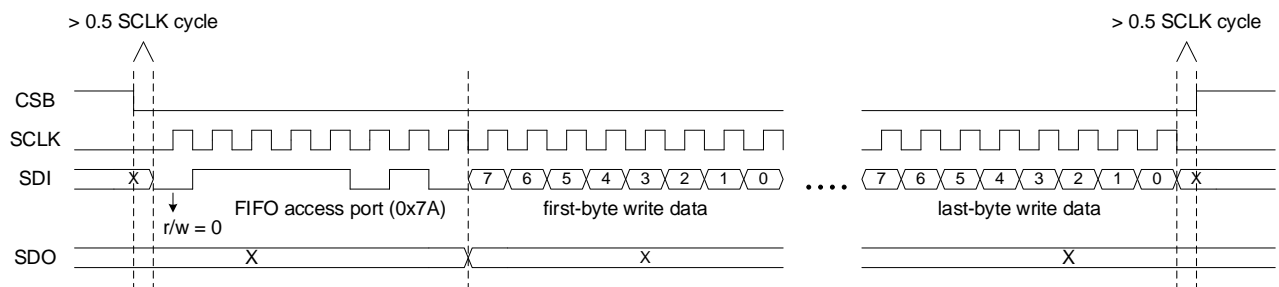 > 0.5 SCLK cycle > 0.5 SCLK cycle
CSB
SCLK
SDI X 7 6 5 4 3 2 1 0 .... 7 6 5 4 3 2 1 0 X
FIFO access port (0x7A) first-byte write data last-byte write data
r/w = 0
SDO X X X